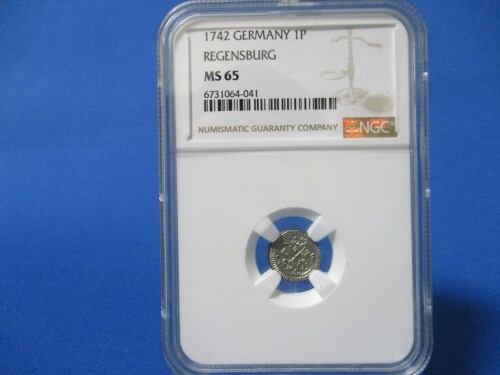 1742 GERMANY 1P
REGENSBURG
MS 65
6731064-041
NUMISMATIC GUARANTY COMPANY NGC